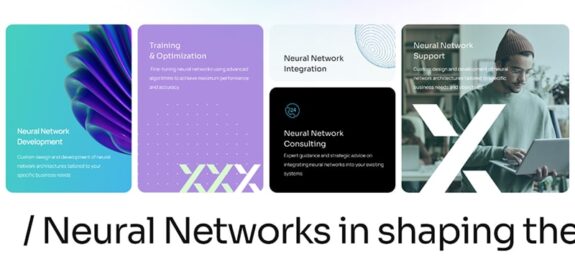 Neural Network
Development
Custom design and development of neural
network architectures tailored to your
specific business needs
Training
& Optimization
Fine-tuning neural networks using advanced
algorithms to achieve maximum performance
and accuracy
Neural Network
Integration
Neural Network
Consulting
Expert guidance and strategic advice on
integrating neural networks into your existing
systems
Neural Network
Support
Custom design and development of neural
network architectures tailored to specific
business needs and objectives
/ Neural Networks in shaping the